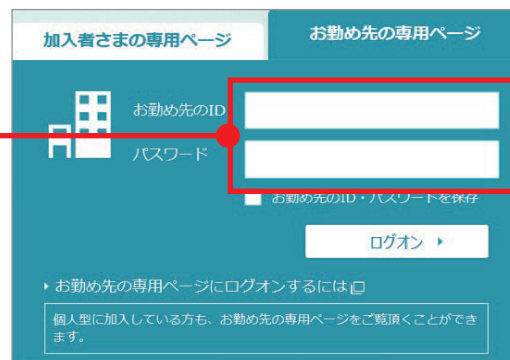 加入者さまの専用ページ
お勤め先の専用ページ
お勤め先のID
パスワード
お勤め先のID・パスワードを保存
ログオン
お勤め先の専用ページにログオンするには
個人型に加入している方も、お勤め先の専用ページをご覧頂くことができ
ます。